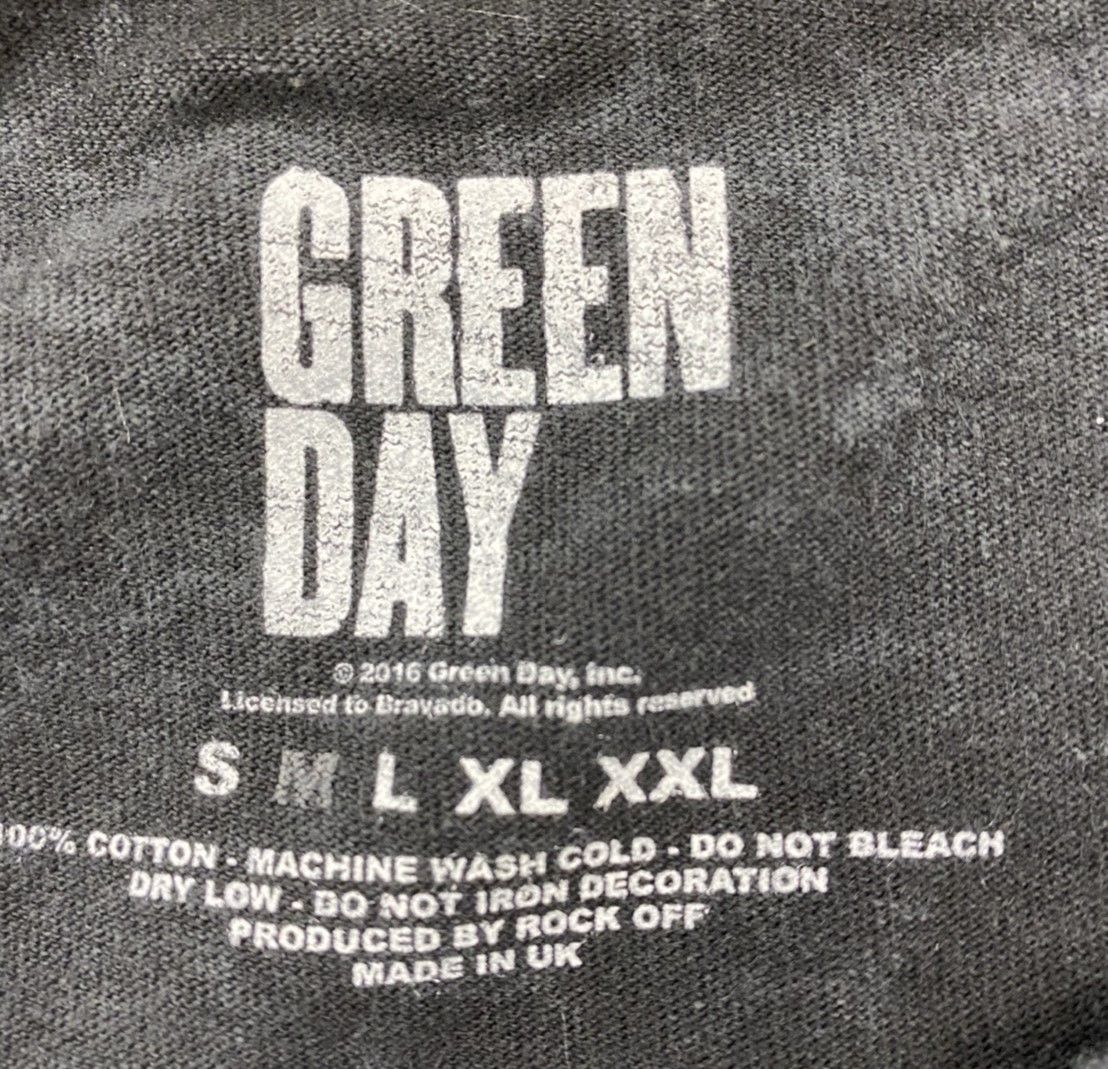 GREEN
DAY
© 2016 Green Day, Inc.
Licensed to Bravado. All rights reserved
S M L XL XXL
100% COTTON - MACHINE WASH COLD - DO NOT BLEACH
DRY LOW - DO NOT IRON DECORATION
PRODUCED BY ROCK OFF
MADE IN UK